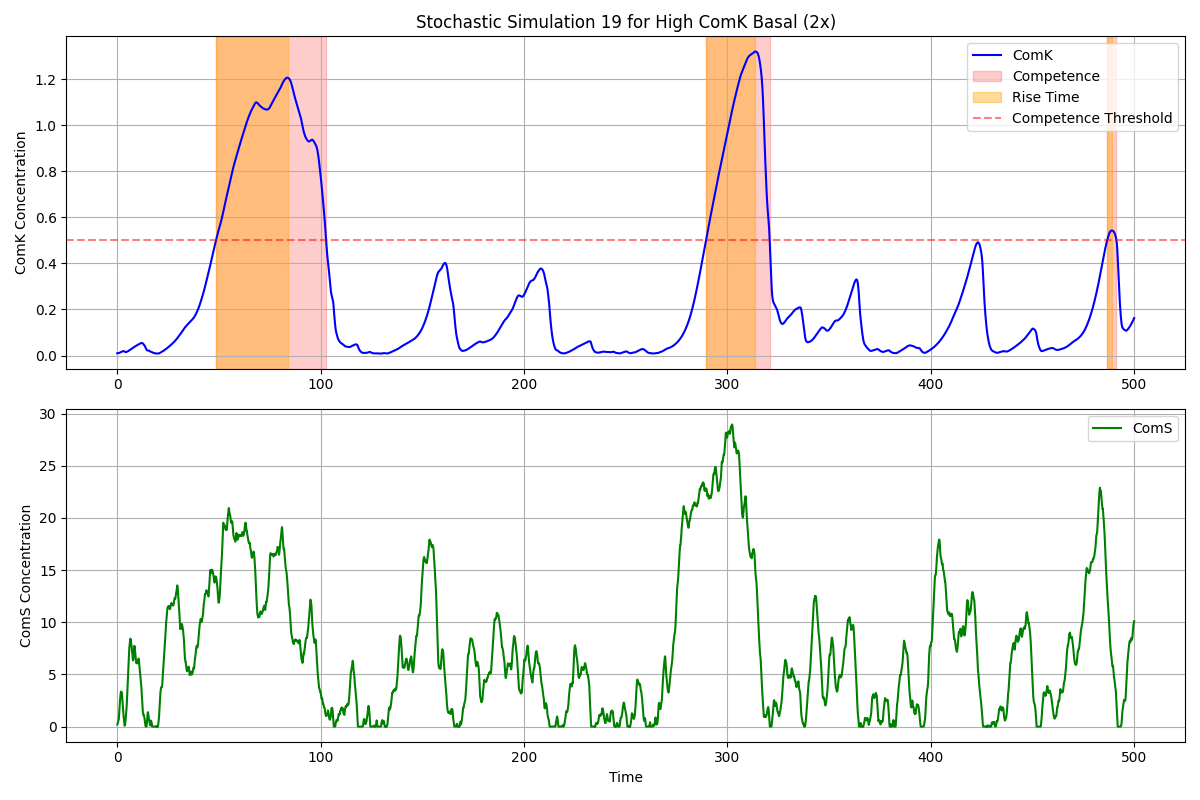 Stochastic Simulation 19 for High ComK Basal (2x)
ComK Concentration
1.2
1.0
0.8
0.6
0.4
0.2
0.0
ComK
Competence
Rise Time
Competence Threshold
0 100 200 300 400 500
ComS Concentration
30
25
20
15
10
5
0
ComS
0 100 200 300 400 500
Time